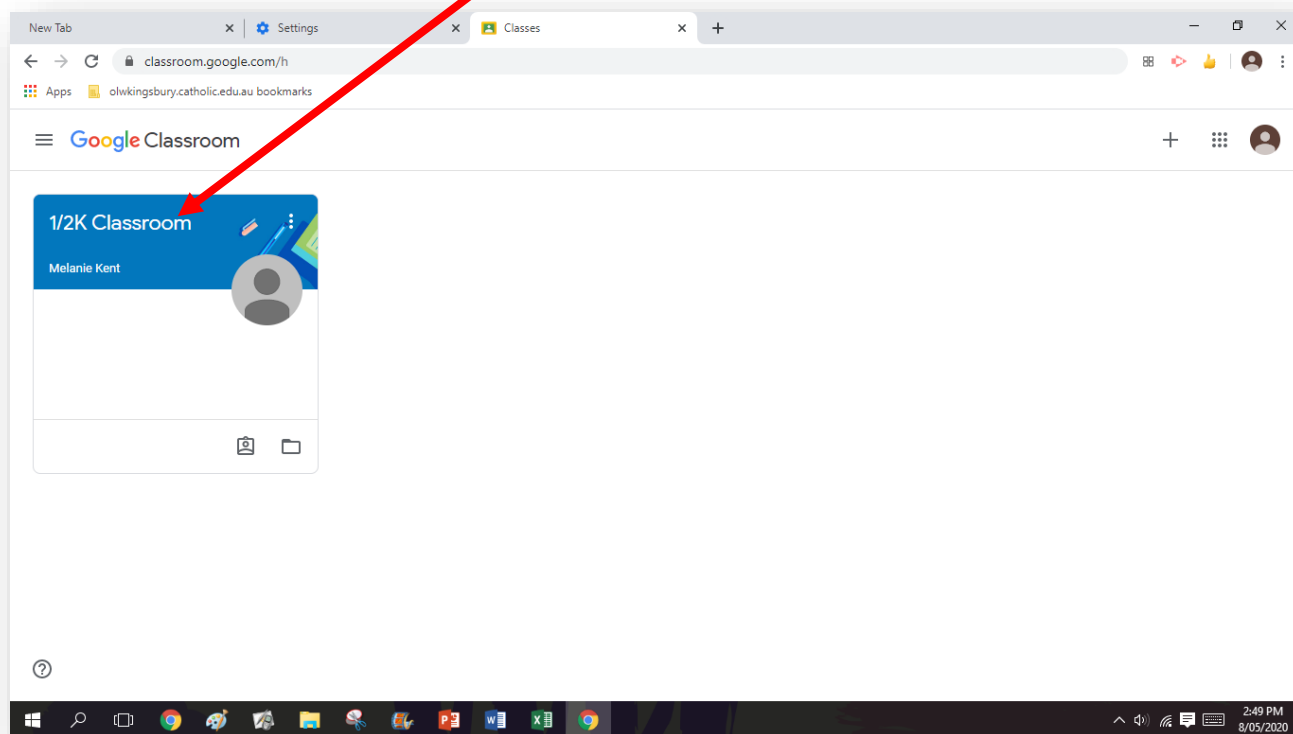 New Tab
Settings
Classes
classroom.google.com/h
Apps
olwkingsbury.catholic.edu.au bookmarks
Google Classroom
1/2K Classroom
Melanie Kent
2:49 PM
8/05/2020